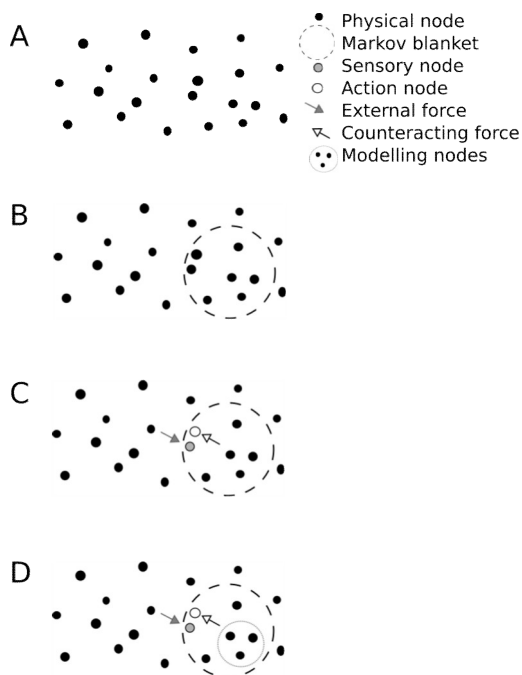 A
Physical node
Markov blanket
Sensory node
Action node
External force
Counteracting force
Modelling nodes
B
C
D